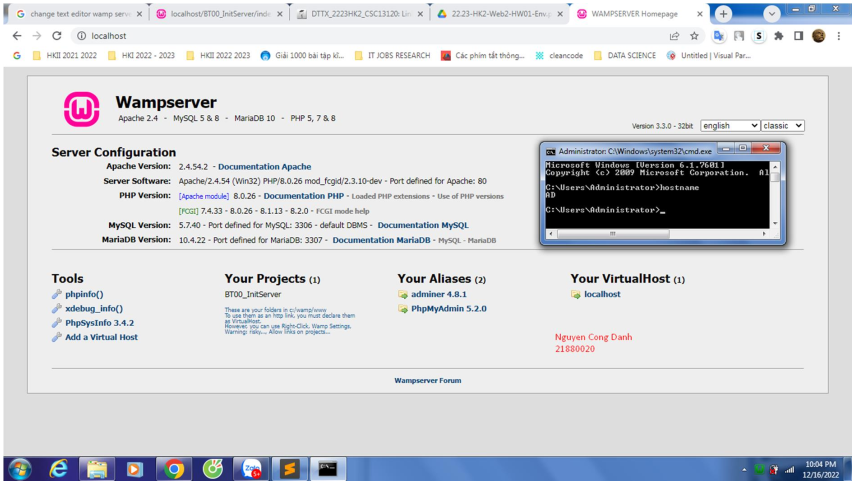 change text editor wamp serve
localhost/BT00_InitServer/inde
DTTX_2223HK2_CSC13120: Lic
22.23-HK2-Web2-HW01-Env.p
WAMPSERVER Homepage
localhost
HKII 2021 2022
HKI 2022 - 2023
HKII 2022 2023
Giải 1000 bài tập kl...
IT JOBS RESEARCH
Các phím tắt thông...
cleancode
DATA SCIENCE
Untitled | Visual Par...
Wampserver
Apache 2.4 - MySQL 5 & 8 - MariaDB 10 - PHP 5, 7 & 8
Version 3.3.0 - 32bit english classic
Server Configuration
Apache Version: 2.4.54.2 - Documentation Apache
Server Software: Apache/2.4.54 (Win32) PHP/8.0.26 mod_fcgid/2.3.10-dev - Port defined for Apache: 80
PHP Version: [Apache module] 8.0.26 - Documentation PHP - Loaded PHP extensions - Use of PHP versions
[FCGI] 7.4.33 - 8.0.26 - 8.1.13 - 8.2.0 - FCGI mode help
MySQL Version: 5.7.40 - Port defined for MySQL: 3306 - default DBMS - Documentation MySQL
MariaDB Version: 10.4.22 - Port defined for MariaDB: 3307 - Documentation MariaDB - MySQL - MariaDB
Administrator: C:\Windows\system32\cmd.exe
Microsoft Windows [Version 6.1.7601]
Copyright (c) 2009 Microsoft Corporation. Al
C:\Users\Administrator>hostname
AD
C:\Users\Administrator>_
Tools
phpinfo()
xdebug_info()
PhpSysInfo 3.4.2
Add a Virtual Host
Your Projects (1)
BT00_InitServer
These are your folders in c:/wamp/www
To use them as an http link, you must declare them
as VirtualHost.
However, you can use Right-Click, Wamp Settings,
Warning: risky... Allow links on projects...
Your Aliases (2)
adminer 4.8.1
PhpMyAdmin 5.2.0
Your VirtualHost (1)
localhost
Nguyen Cong Danh
21880020
Wampserver Forum
Zalo
5+
10:04 PM
12/16/2022